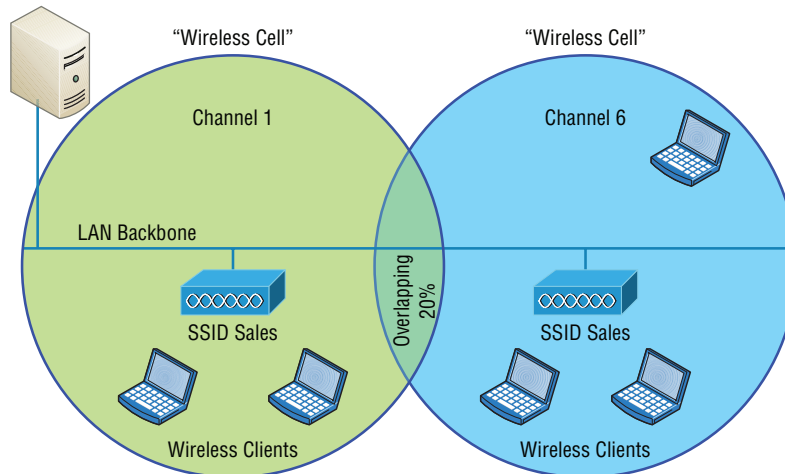 “Wireless Cell”
“Wireless Cell”
Channel 1
Channel 6
LAN Backbone
Overlapping
20%
SSID Sales
SSID Sales
Wireless Clients
Wireless Clients